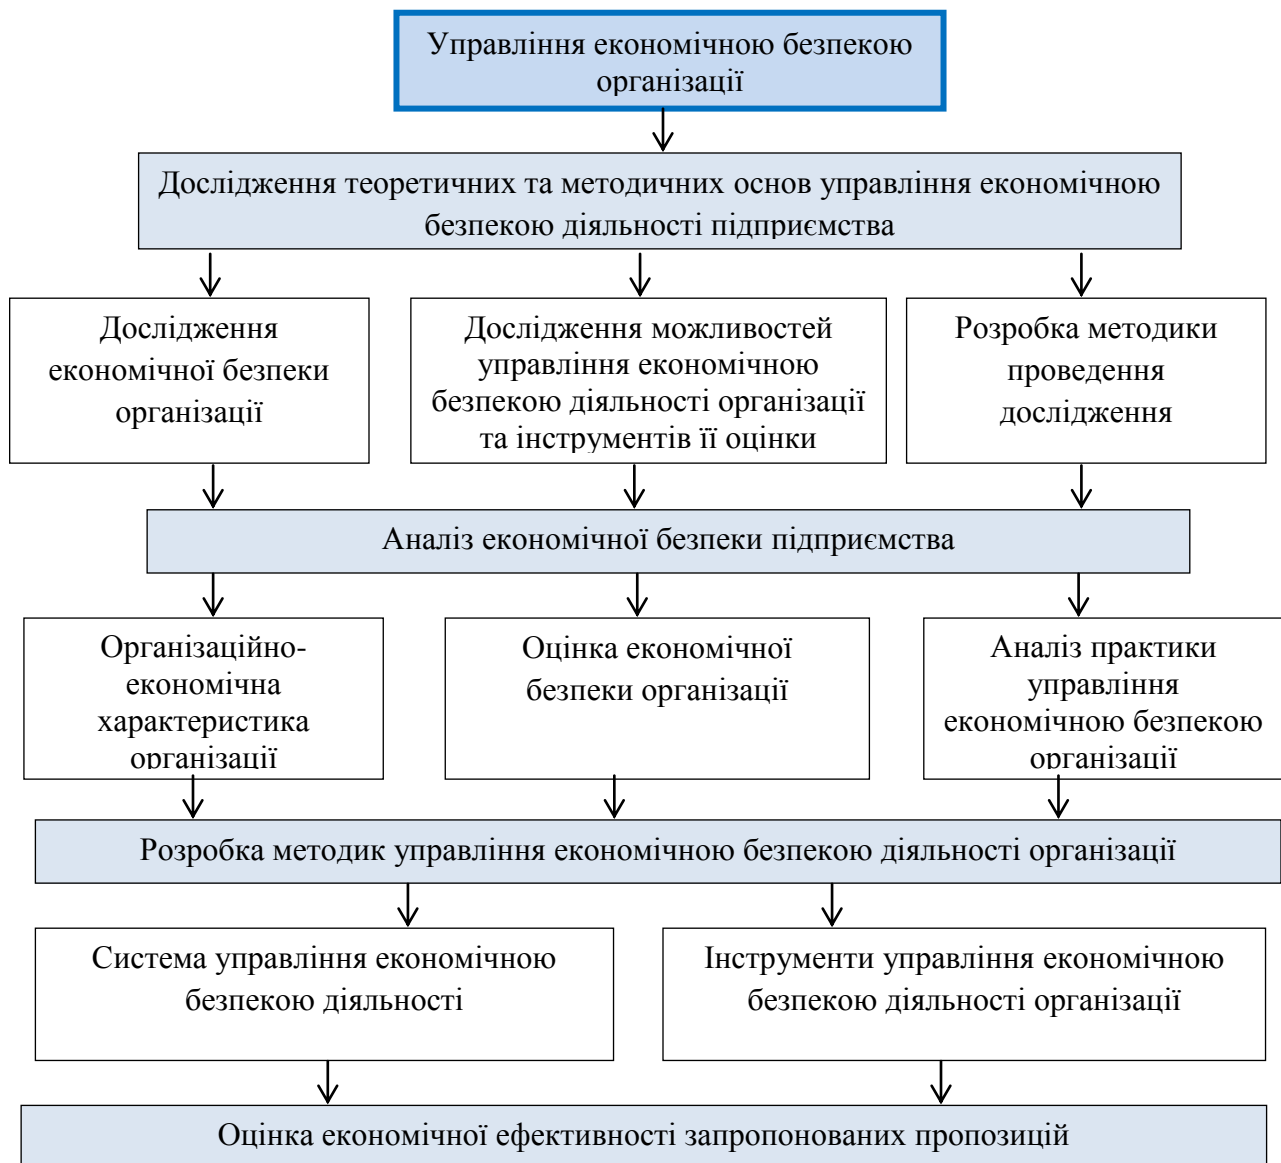 Управління економічною безпекою
організації
Дослідження теоретичних та методичних основ управління економічною
безпекою діяльності підприємства
Дослідження
економічної безпеки
організації
Дослідження можливостей
управління економічною
безпекою діяльності організації
та інструментів її оцінки
Розробка методики
проведення
дослідження
Аналіз економічної безпеки підприємства
Організаційно-
економічна
характеристика
організації
Оцінка економічної
безпеки організації
Аналіз практики
управління
економічною безпекою
організації
Розробка методик управління економічною безпекою діяльності організації
Система управління економічною
безпекою діяльності
Інструменти управління економічною
безпекою діяльності організації
Оцінка економічної ефективності запропонованих пропозицій